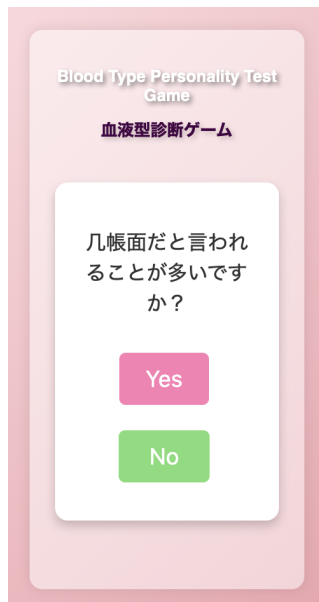 Blood Type Personality Test
Game
血液型診断ゲーム
几帳面だと言われ
ることが多いです
か？
Yes
No